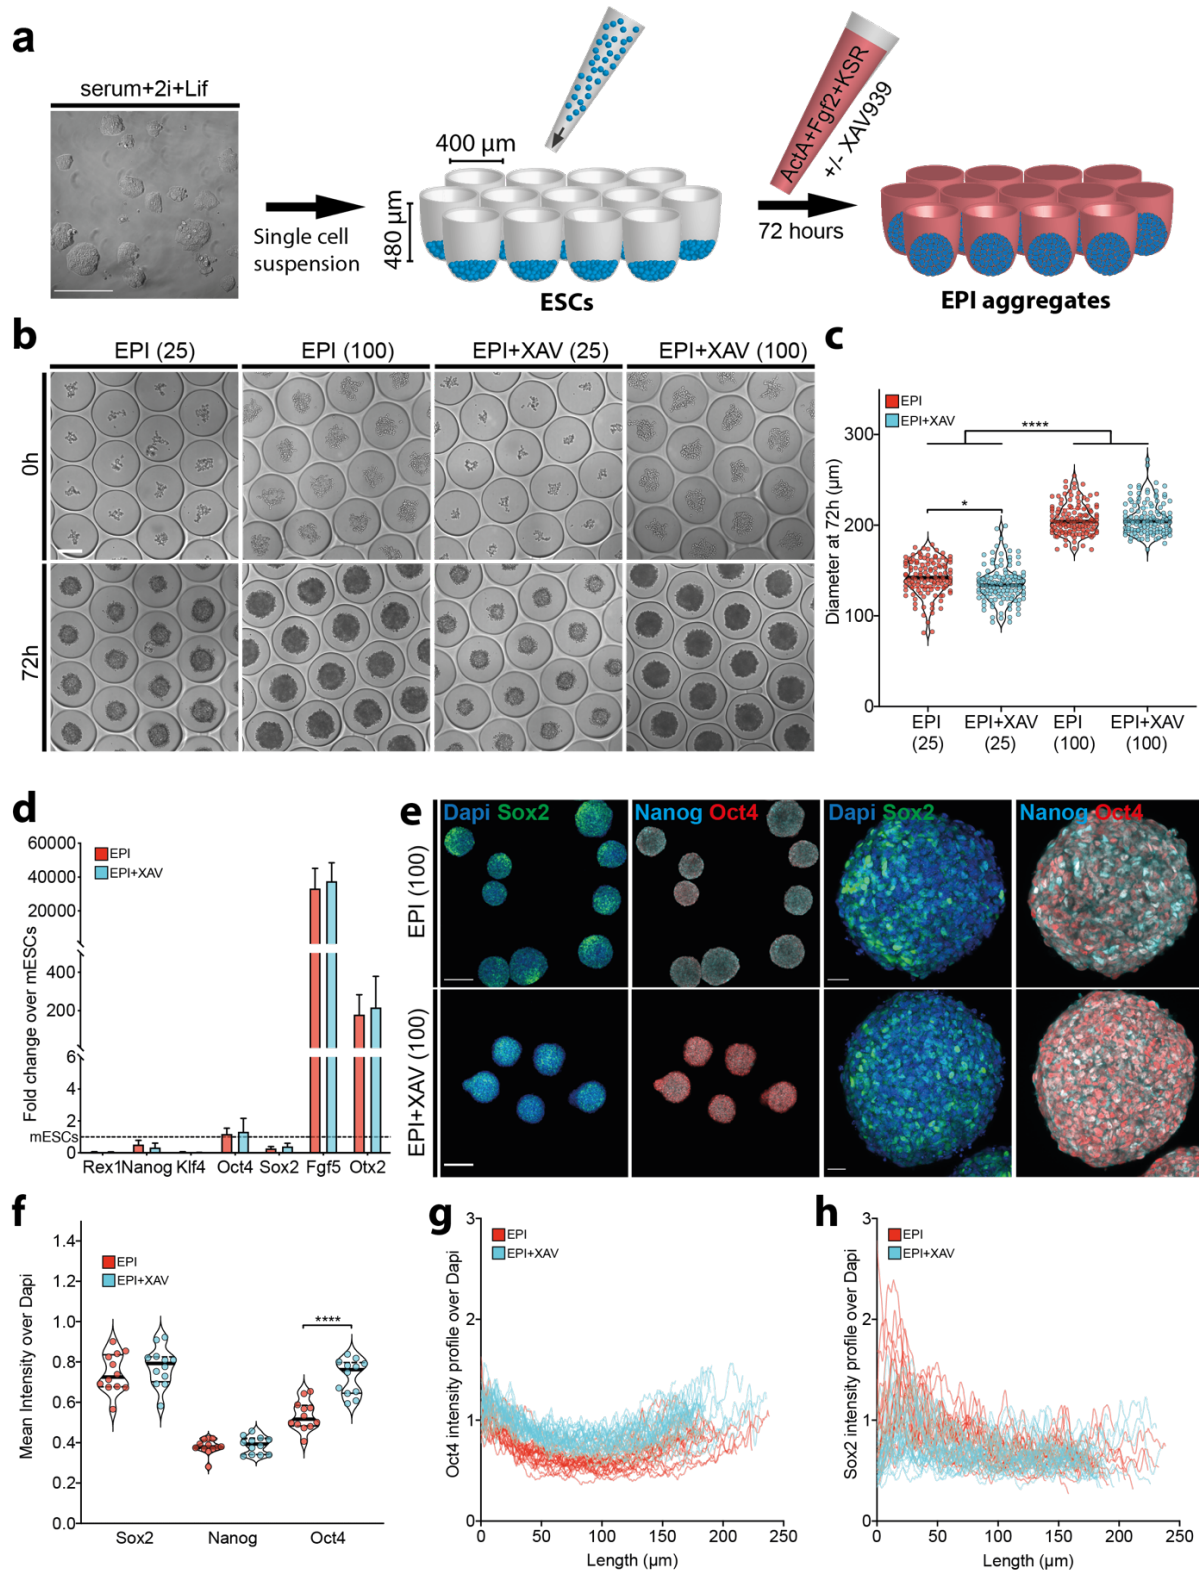 a
serum+2i+Lif
400 µm
480 µm
Single cell
suspension
ESCs
ActA+Fgf2+KSR
+/- XAV939
72 hours
EPI aggregates
b
EPI (25)
EPI (100)
EPI+XAV (25)
EPI+XAV (100)
0h
72h
c
EPI
EPI+XAV
****
*
Diameter at 72h (µm)
300
200
100
0
EPI
(25)
EPI+XAV
(25)
EPI
(100)
EPI+XAV
(100)
d
EPI
EPI+XAV
Fold change over mESCs
60000
40000
20000
400
200
6
4
2
mESCs
0
Rex1 Nanog Klf4 Oct4 Sox2 Fgf5 Otx2
e
Dapi Sox2
Nanog Oct4
Dapi Sox2
Nanog Oct4
EPI (100)
EPI+XAV (100)
f
EPI
EPI+XAV
****
Mean Intensity over Dapi
1.4
1.2
1.0
0.8
0.6
0.4
0.2
0.0
Sox2 Nanog Oct4
g
EPI
EPI+XAV
Oct4 intensity profile over Dapi
3
2
1
0
0 50 100 150 200 250
Length (µm)
h
EPI
EPI+XAV
Sox2 intensity profile over Dapi
3
2
1
0
0 50 100 150 200 250
Length (µm)